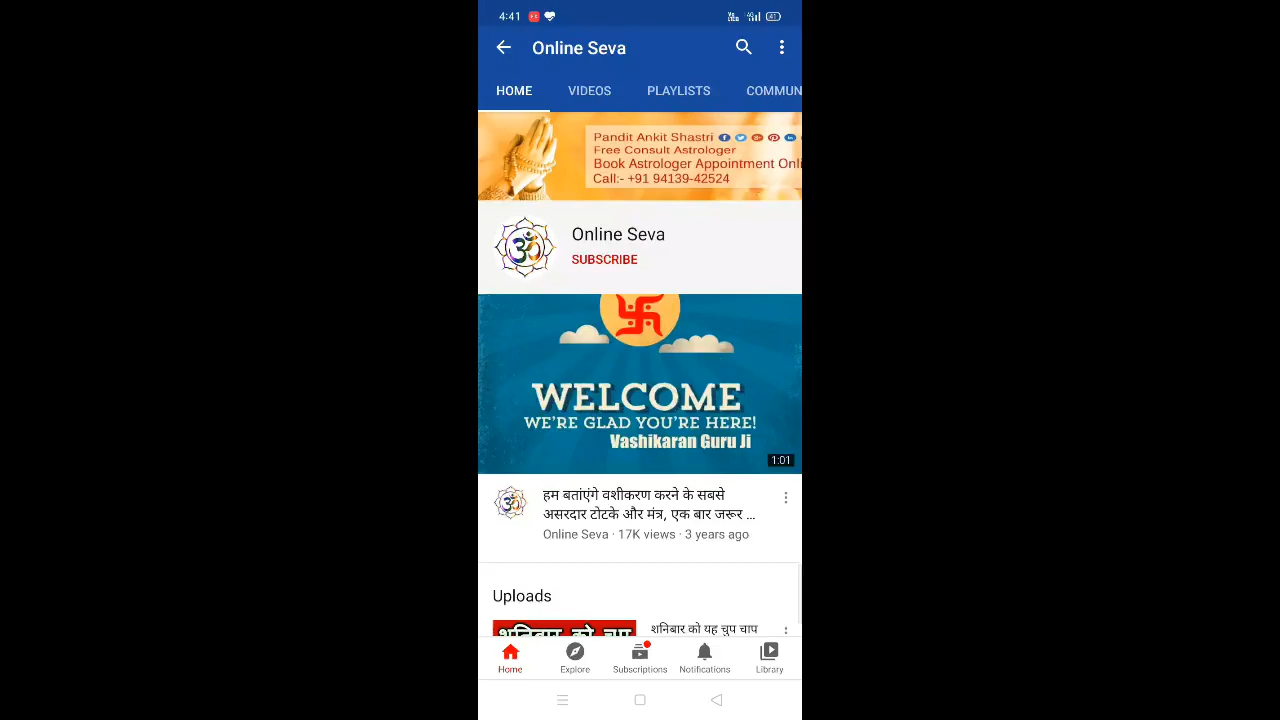 4:41
Online Seva
HOME VIDEOS PLAYLISTS COMMUN
Pandit Ankit Shastri
Free Consult Astrologer
Book Astrologer Appointment Onli
Call:- +91 94139-42524
Online Seva
SUBSCRIBE
WELCOME
WE'RE GLAD YOU'RE HERE!
Vashikaran Guru Ji
1:01
हम बतांएंगे वशीकरण करने के सबसे
असरदार टोटके और मंत्र, एक बार जरूर ...
Online Seva · 17K views · 3 years ago
Uploads
शनिबार को चुप
शनिबार को यह चुप चाप
Home Explore Subscriptions Notifications Library